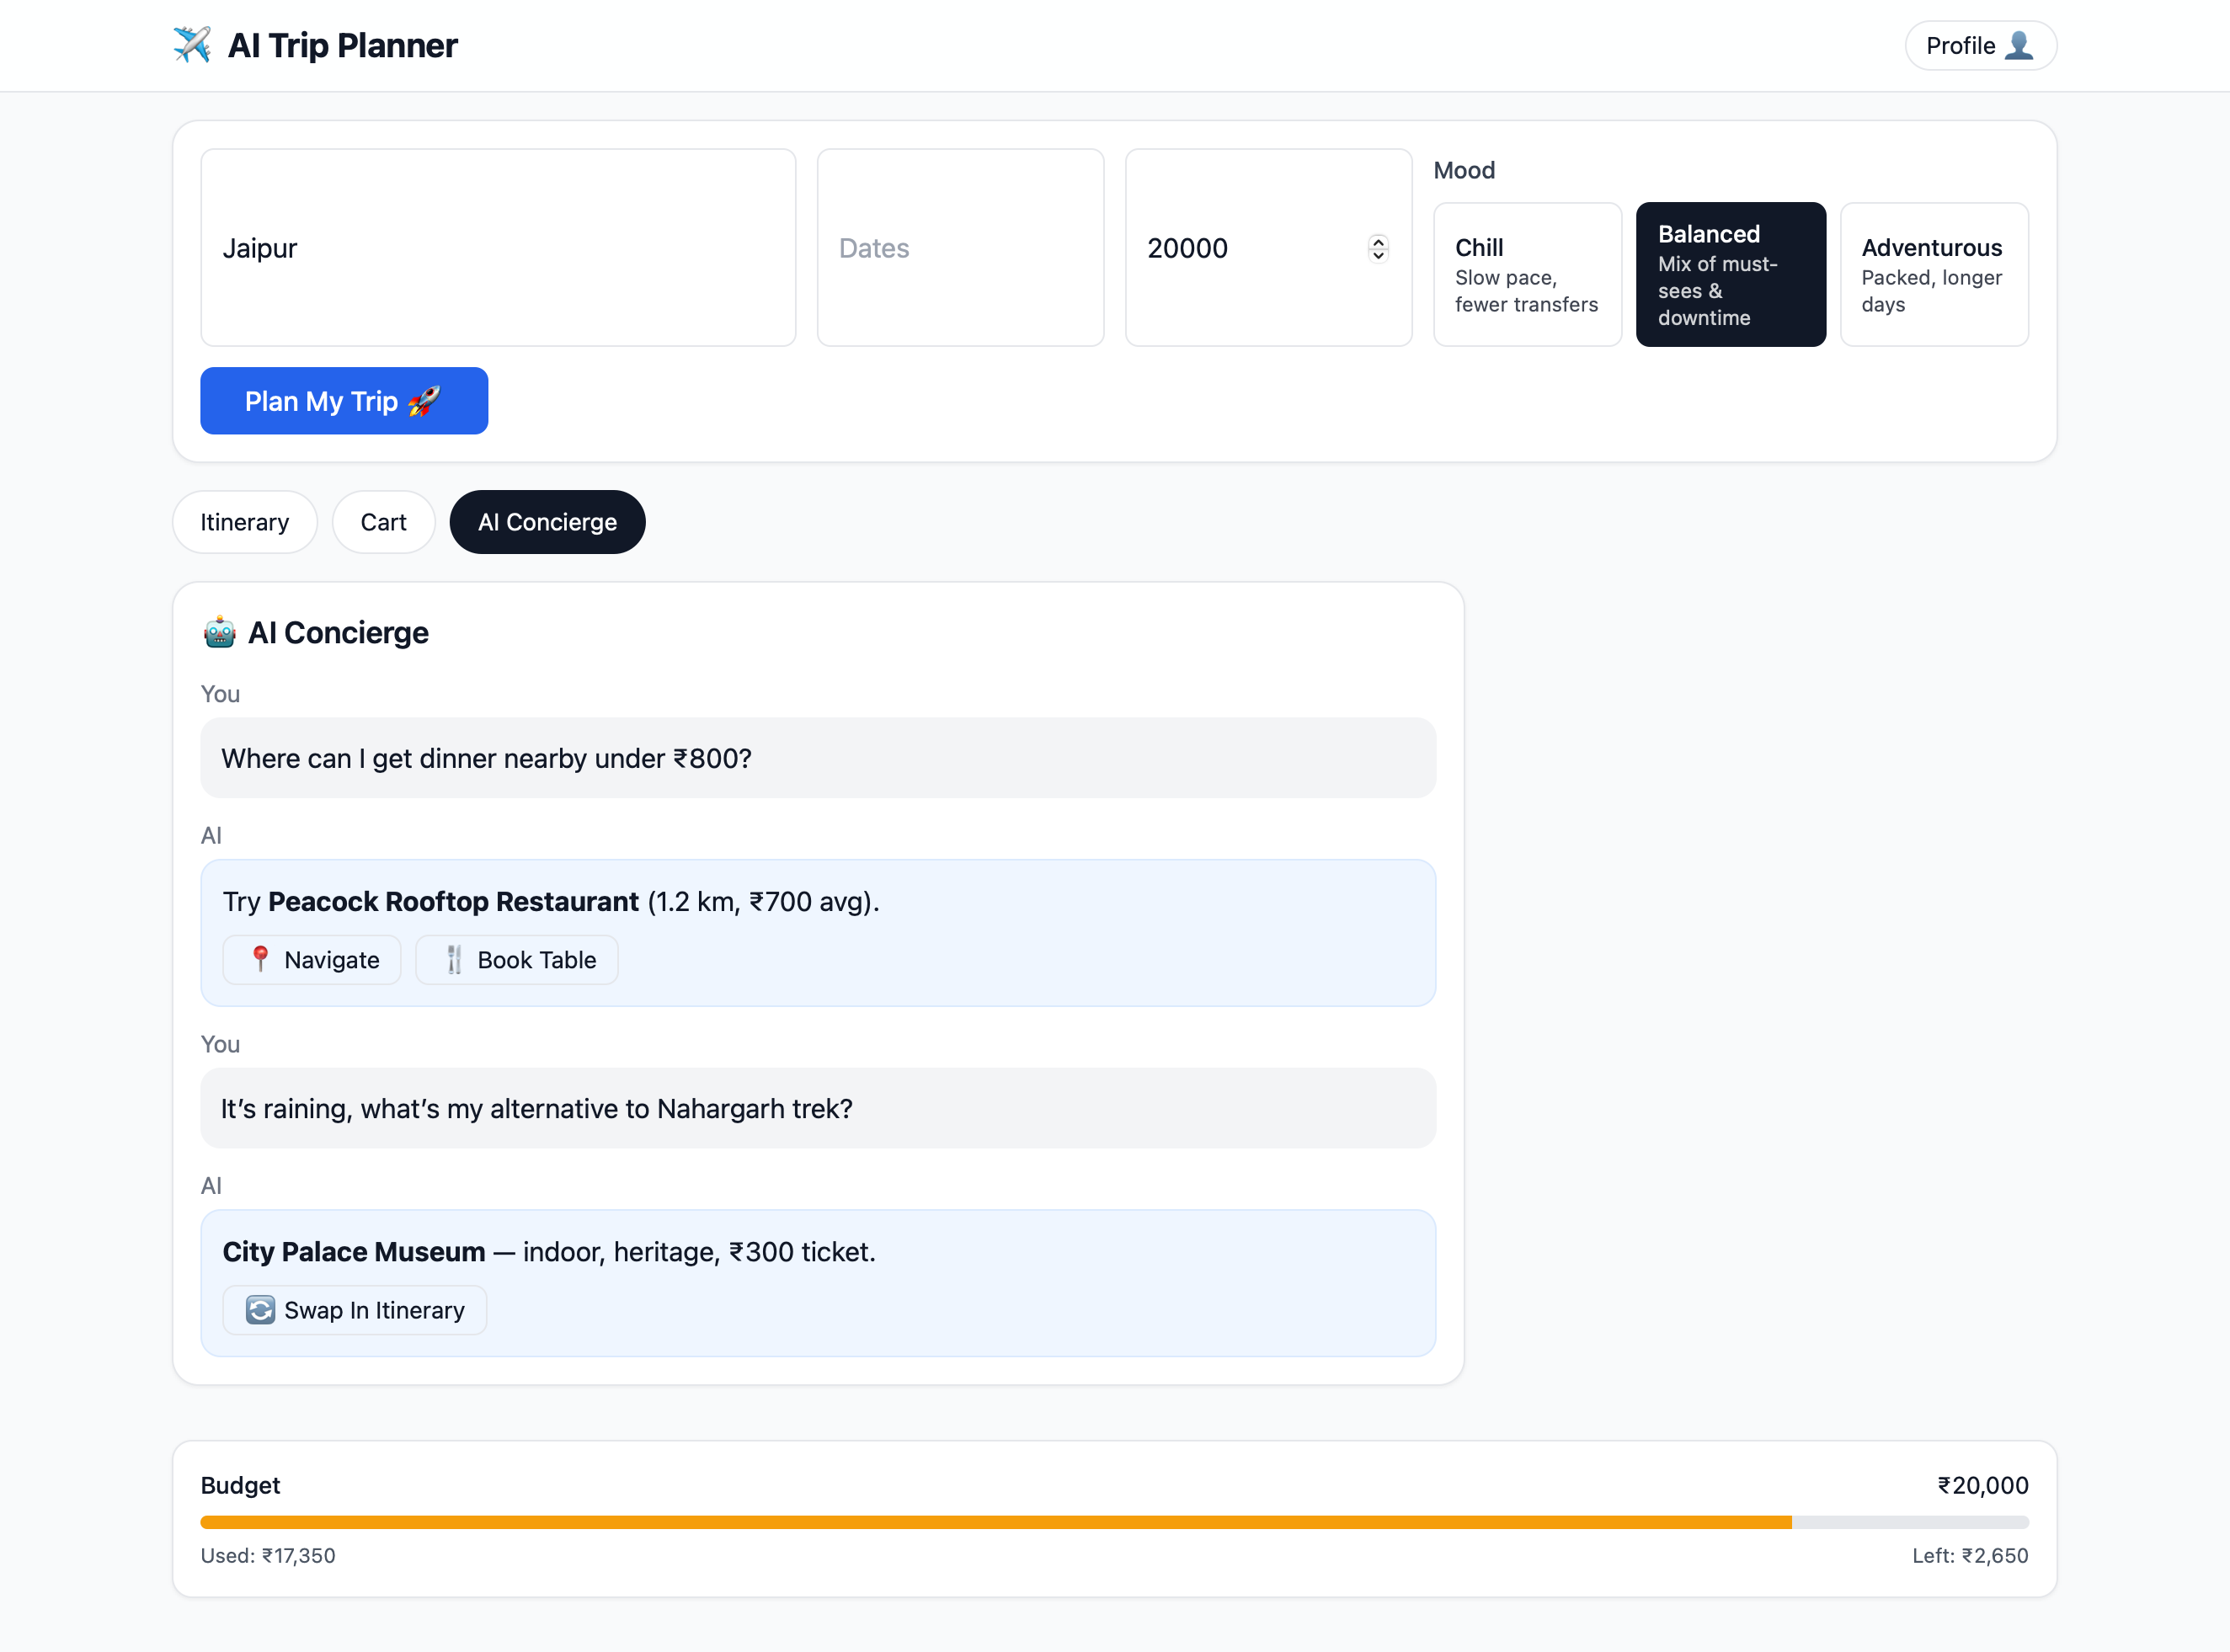 AI Trip Planner
Profile
Jaipur
Dates
20000
Mood
Chill
Slow pace,
fewer transfers
Balanced
Mix of must-
sees &
downtime
Adventurous
Packed, longer
days
Plan My Trip
Itinerary
Cart
AI Concierge
AI Concierge
You
Where can I get dinner nearby under ₹800?
AI
Try Peacock Rooftop Restaurant (1.2 km, ₹700 avg).
Navigate
Book Table
You
It’s raining, what’s my alternative to Nahargarh trek?
AI
City Palace Museum — indoor, heritage, ₹300 ticket.
Swap In Itinerary
Budget
₹20,000
Used: ₹17,350
Left: ₹2,650